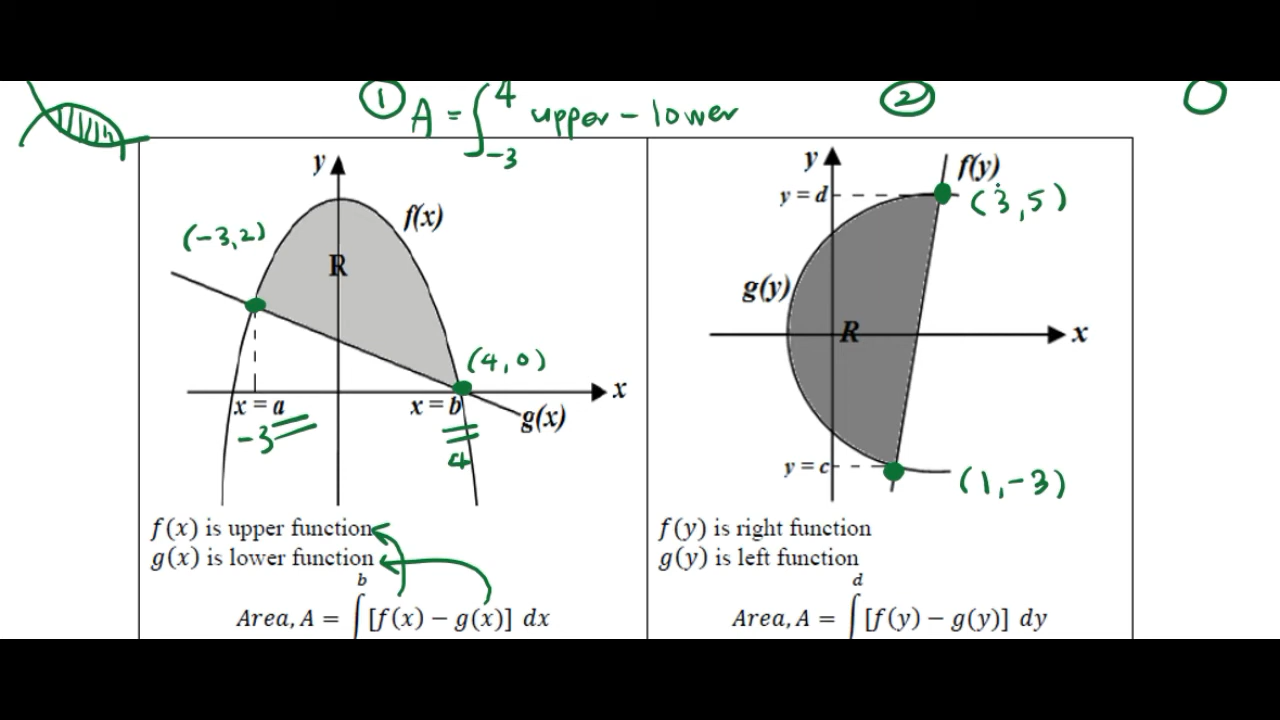 ① A = ∫ 4 -3 upper - lower
②
y
f(x)
(-3,2)
R
(4,0)
x
x = a
x = b
g(x)
-3
4
f(x) is upper function
g(x) is lower function
b
Area, A = ∫ [f(x) − g(x)] dx
y
f(y)
y = d
(3,5)
g(y)
R
x
y = c
(1,-3)
f(y) is right function
g(y) is left function
d
Area, A = ∫ [f(y) − g(y)] dy